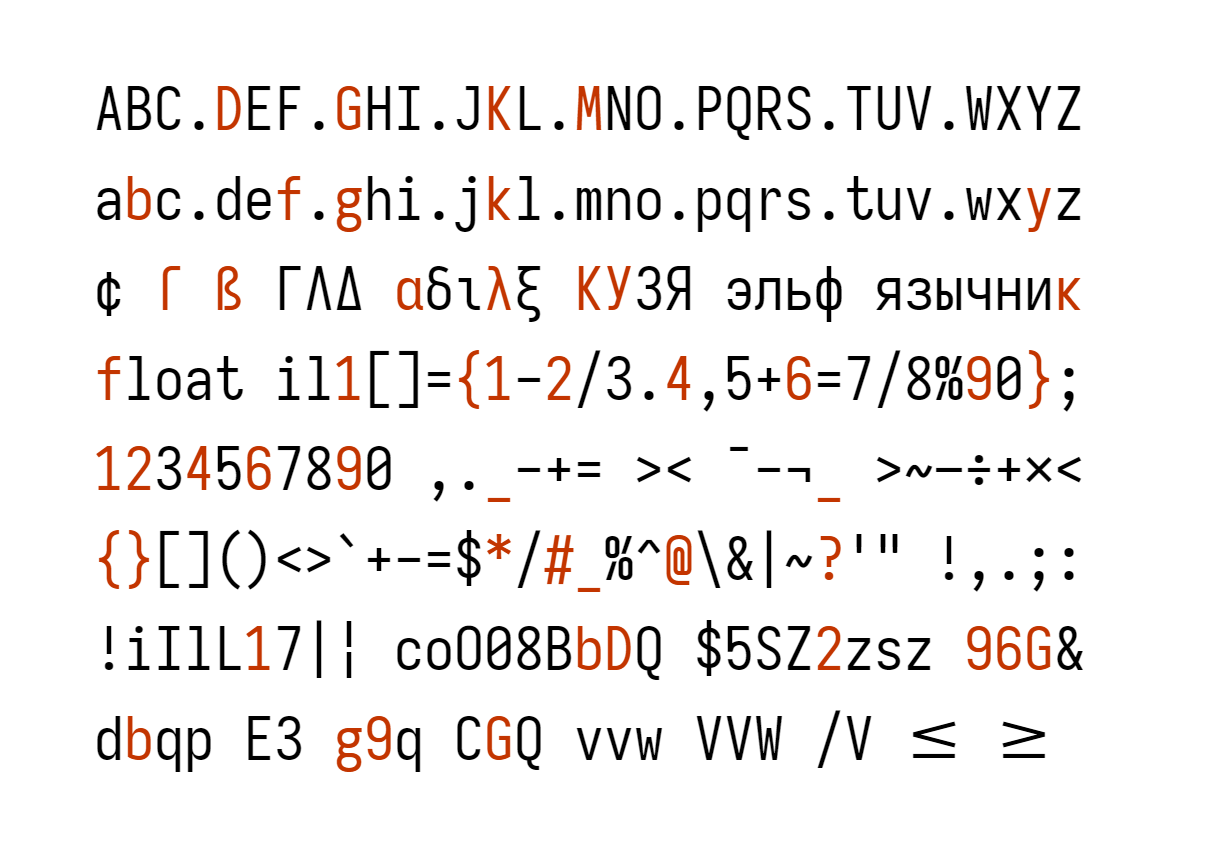 ABC.DEF.GHI.JKL.MNO.PQRS.TUV.WXYZ
abc.def.ghi.jkl.mno.pqrs.tuv.wxyz
¢ ſ ß ΓΛΔ αδιλξ КУЗЯ эльф язычник
float il1[]={1-2/3.4,5+6=7/8%90};
1234567890 ,._-+= >< ¯-¬_ >~–÷+×<
{}[]()<>`+-=$*/#_%^@\&|~?'" !,.;:
!iIlL17|¦ coO08BbDQ $5SZ2zsz 96G&
dbqp E3 g9q CGQ vvw VVW /V ≤ ≥